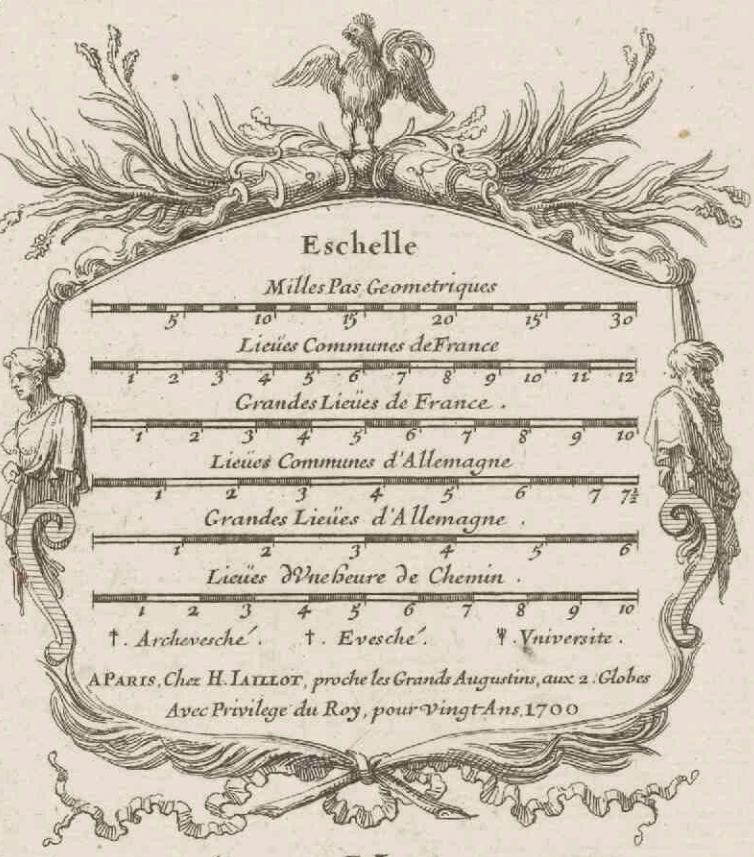 Eschelle
Milles Pas Geometriques
5 10 15 20 15 30
Lieües Communes de France
1 2 3 4 5 6 7 8 9 10 11 12
Grandes Lieües de France .
1 2 3 4 5 6 7 8 9 10
Lieües Communes d'Allemagne
1 2 3 4 5 6 7 7½
Grandes Lieües d'Allemagne .
1 2 3 4 5 6
Lieües d'Vne heure de Chemin .
1 2 3 4 5 6 7 8 9 10
†. Archevesché. †. Evesché. Vniversite.
A PARIS, Chez H. IAILLOT, proche les Grands Augustins, aux 2. Globes
Avec Privilege du Roy, pour Vingt Ans. 1700